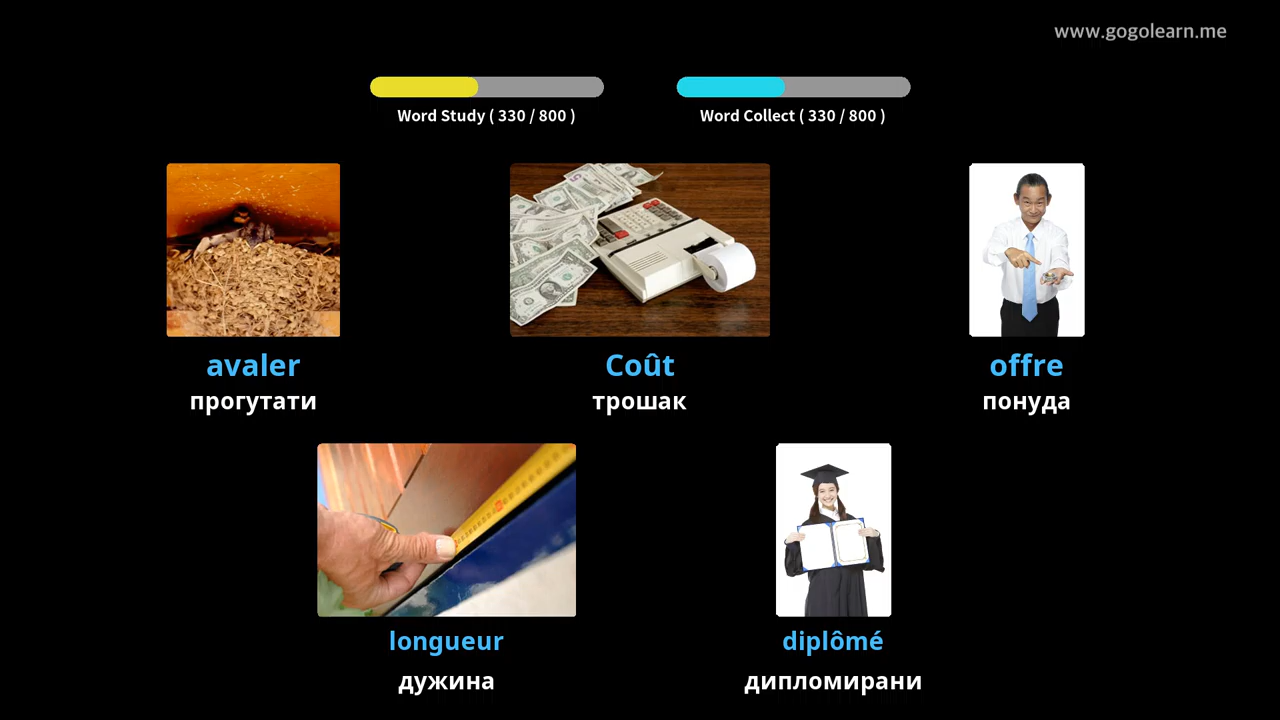 www.gogolearn.me
Word Study ( 330 / 800 )
Word Collect ( 330 / 800 )
avaler
прогутати
Coût
трошак
offre
понуда
longueur
дужина
diplômé
дипломирани